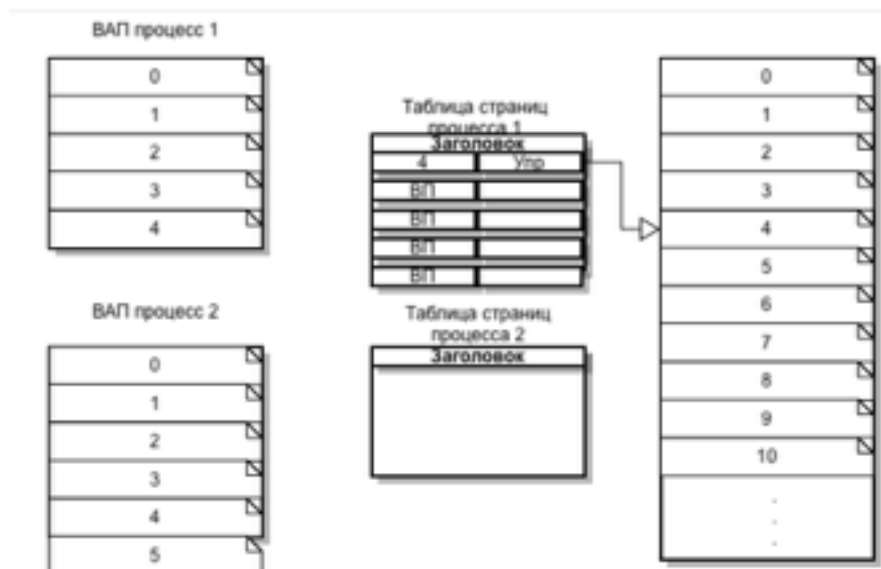 ВАП процесс 1
0
1
2
3
4
ВАП процесс 2
0
1
2
3
4
5
Таблица страниц
процесса 1
Заголовок
4 Упр
ВП
ВП
ВП
ВП
Таблица страниц
процесса 2
Заголовок
0
1
2
3
4
5
6
7
8
9
10
.
.
.